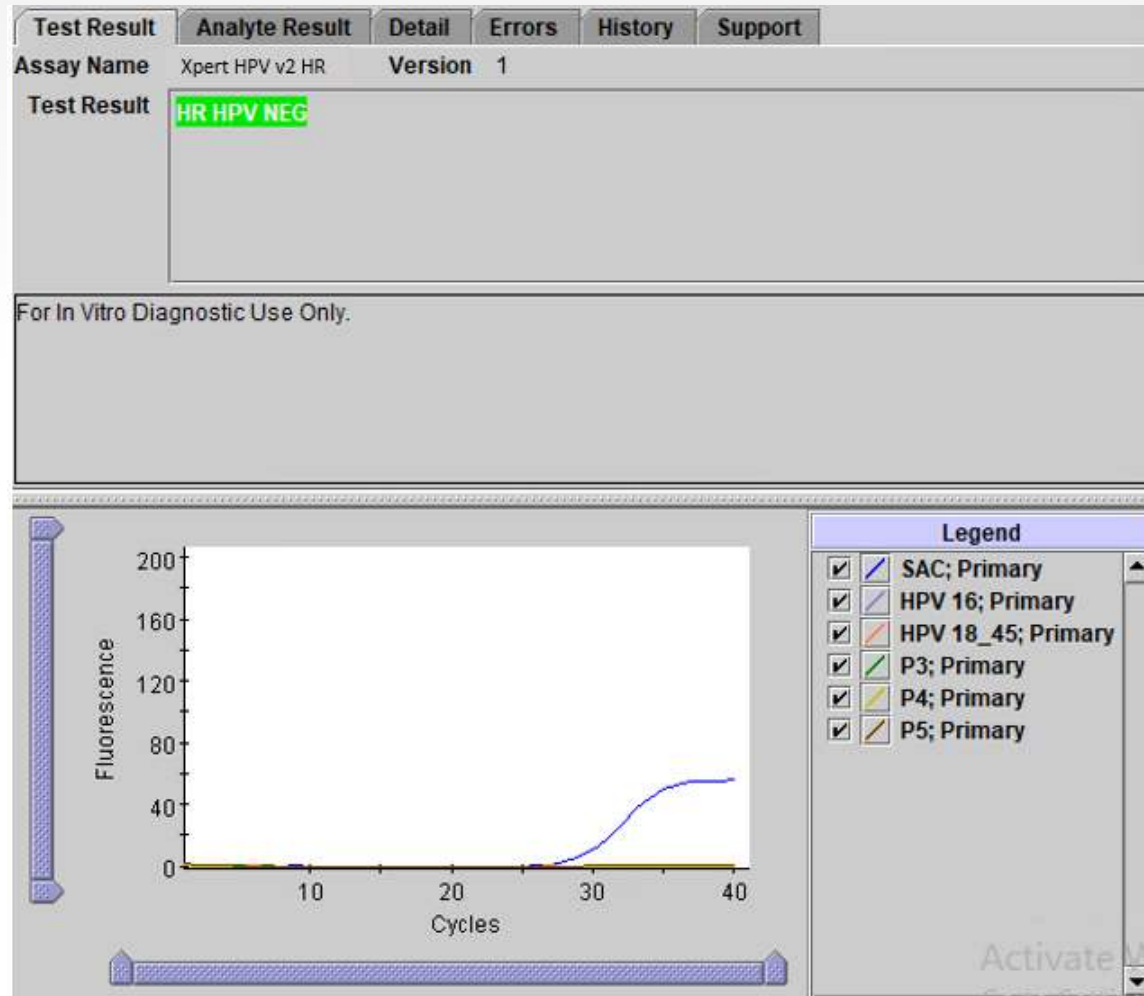 Test Result Analyte Result Detail Errors History Support
Assay Name Xpert HPV v2 HR Version 1
Test Result HR HPV NEG
For In Vitro Diagnostic Use Only.
Fluorescence
200
160
120
80
40
0
10 20 30 40
Cycles
Legend
SAC; Primary
HPV 16; Primary
HPV 18_45; Primary
P3; Primary
P4; Primary
P5; Primary
Activate